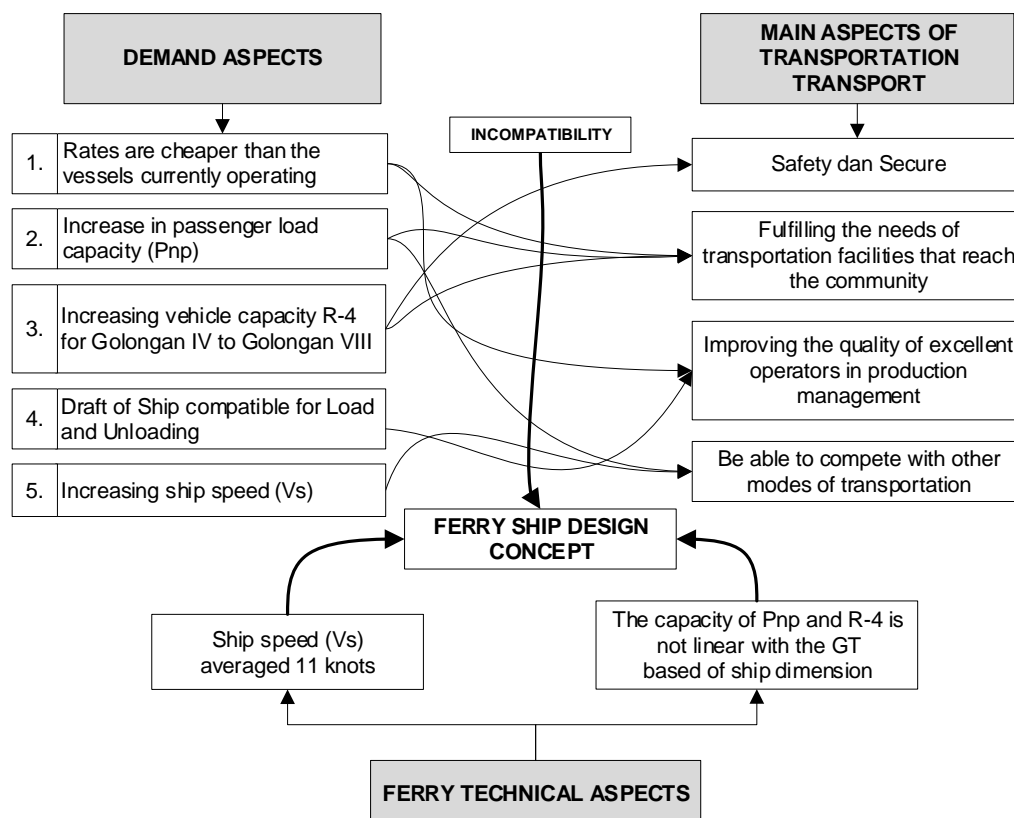 DEMAND ASPECTS
MAIN ASPECTS OF
TRANSPORTATION
TRANSPORT
INCOMPATIBILITY
1.
Rates are cheaper than the
vessels currently operating
2.
Increase in passenger load
capacity (Pnp)
3.
Increasing vehicle capacity R-4
for Golongan IV to Golongan VIII
4.
Draft of Ship compatible for Load
and Unloading
5.
Increasing ship speed (Vs)
Safety dan Secure
Fulfilling the needs of
transportation facilities that reach
the community
Improving the quality of excellent
operators in production
management
Be able to compete with other
modes of transportation
FERRY SHIP DESIGN
CONCEPT
Ship speed (Vs)
averaged 11 knots
The capacity of Pnp and R-4 is
not linear with the GT
based of ship dimension
FERRY TECHNICAL ASPECTS